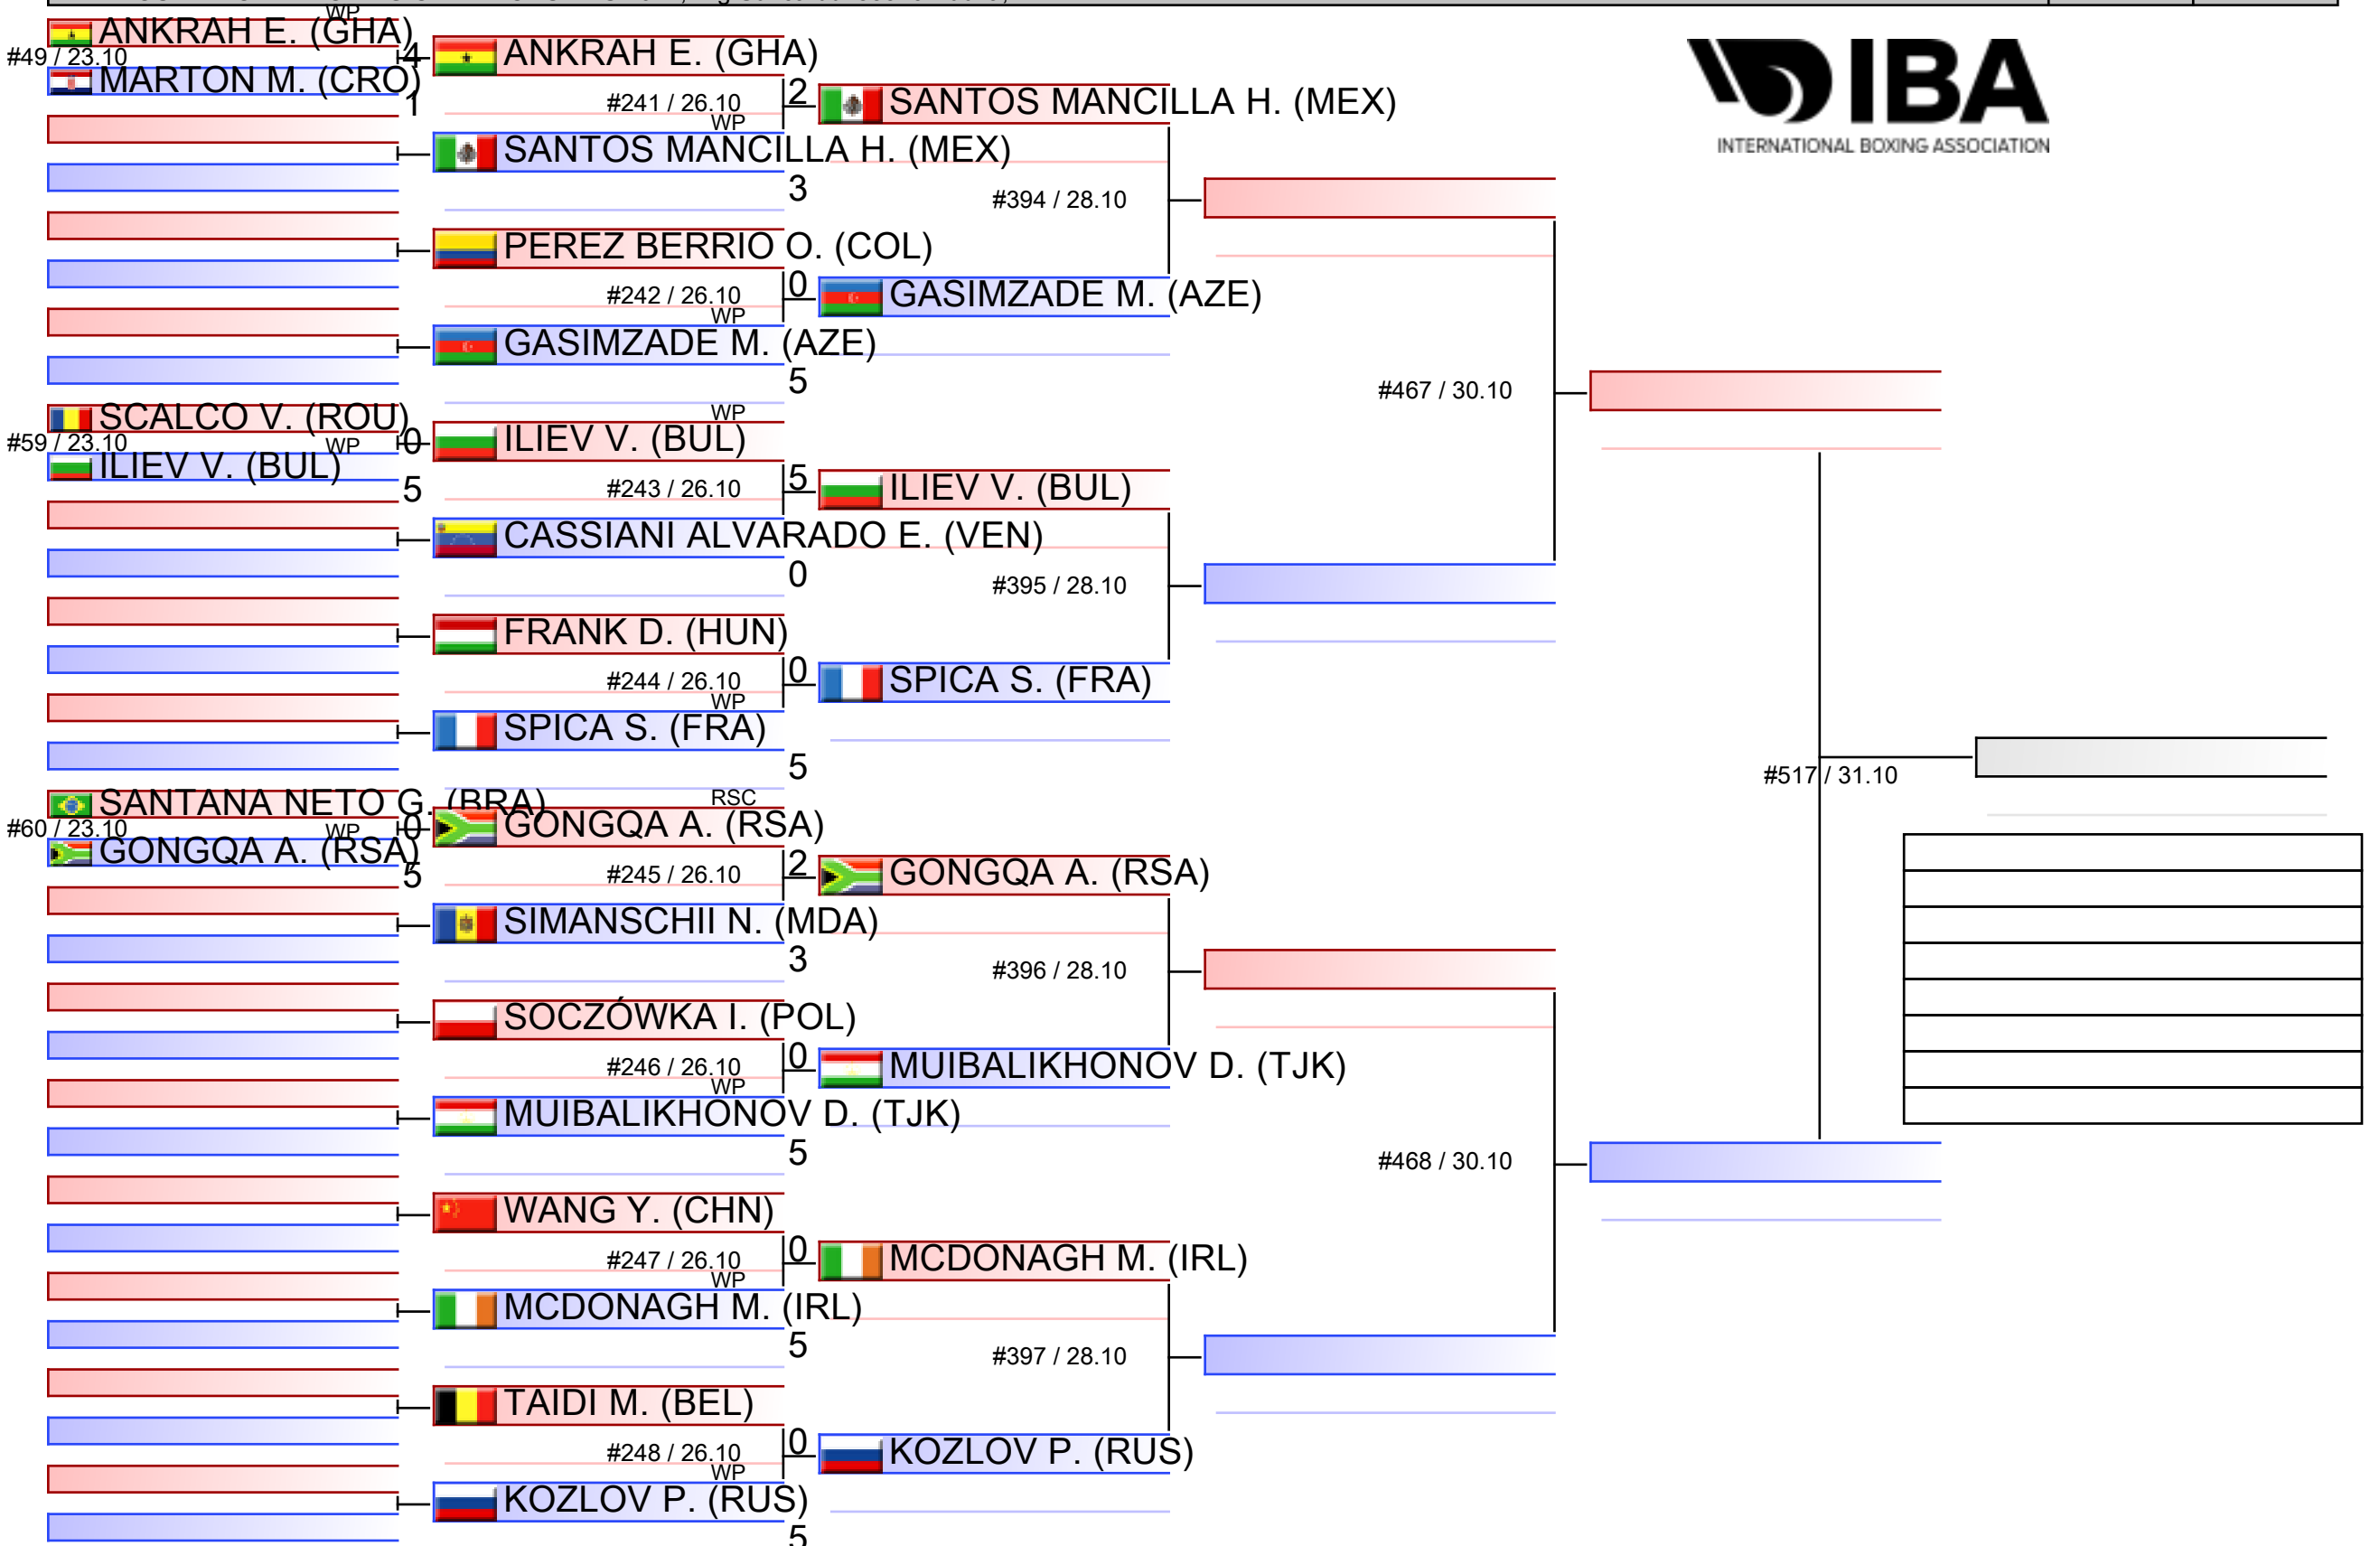 WP
ANKRAH E. (GHA)
#49 / 23.10
4
MARTON M. (CRO)
1
SCALCO V. (ROU)
#59 / 23.10
WP
0
ILIEV V. (BUL)
5
SANTANA NETO G. (BRA)
#60 / 23.10
WP
0
GONGQA A. (RSA)
5
ANKRAH E. (GHA)
#241 / 26.10
2
WP
SANTOS MANCILLA H. (MEX)
3
PEREZ BERRIO O. (COL)
#242 / 26.10
0
WP
GASIMZADE M. (AZE)
5
WP
ILIEV V. (BUL)
#243 / 26.10
5
CASSIANI ALVARADO E. (VEN)
0
FRANK D. (HUN)
#244 / 26.10
0
WP
SPICA S. (FRA)
5
RSC
GONGQA A. (RSA)
#245 / 26.10
2
SIMANSCHII N. (MDA)
3
SOCZÓWKA I. (POL)
#246 / 26.10
0
WP
MUIBALIKHONOV D. (TJK)
5
WANG Y. (CHN)
#247 / 26.10
0
WP
MCDONAGH M. (IRL)
5
TAIDI M. (BEL)
#248 / 26.10
0
WP
KOZLOV P. (RUS)
5
SANTOS MANCILLA H. (MEX)
#394 / 28.10
GASIMZADE M. (AZE)
ILIEV V. (BUL)
#395 / 28.10
SPICA S. (FRA)
GONGQA A. (RSA)
#396 / 28.10
MUIBALIKHONOV D. (TJK)
MCDONAGH M. (IRL)
#397 / 28.10
KOZLOV P. (RUS)
#467 / 30.10
#468 / 30.10
#517 / 31.10
IBA
INTERNATIONAL BOXING ASSOCIATION